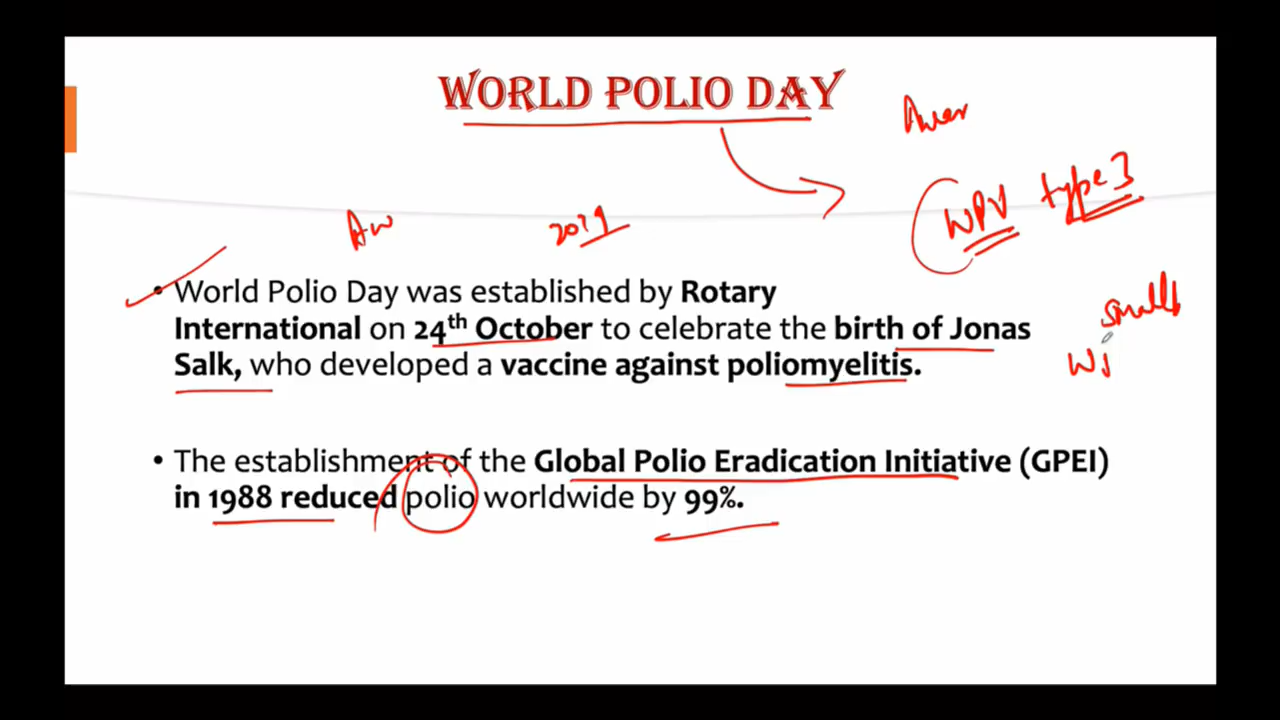 WORLD POLIO DAY
WPV type 3
Aw 2019
• World Polio Day was established by Rotary
International on 24th October to celebrate the birth of Jonas
Salk, who developed a vaccine against poliomyelitis.
• The establishment of the Global Polio Eradication Initiative (GPEI)
in 1988 reduced polio worldwide by 99%.